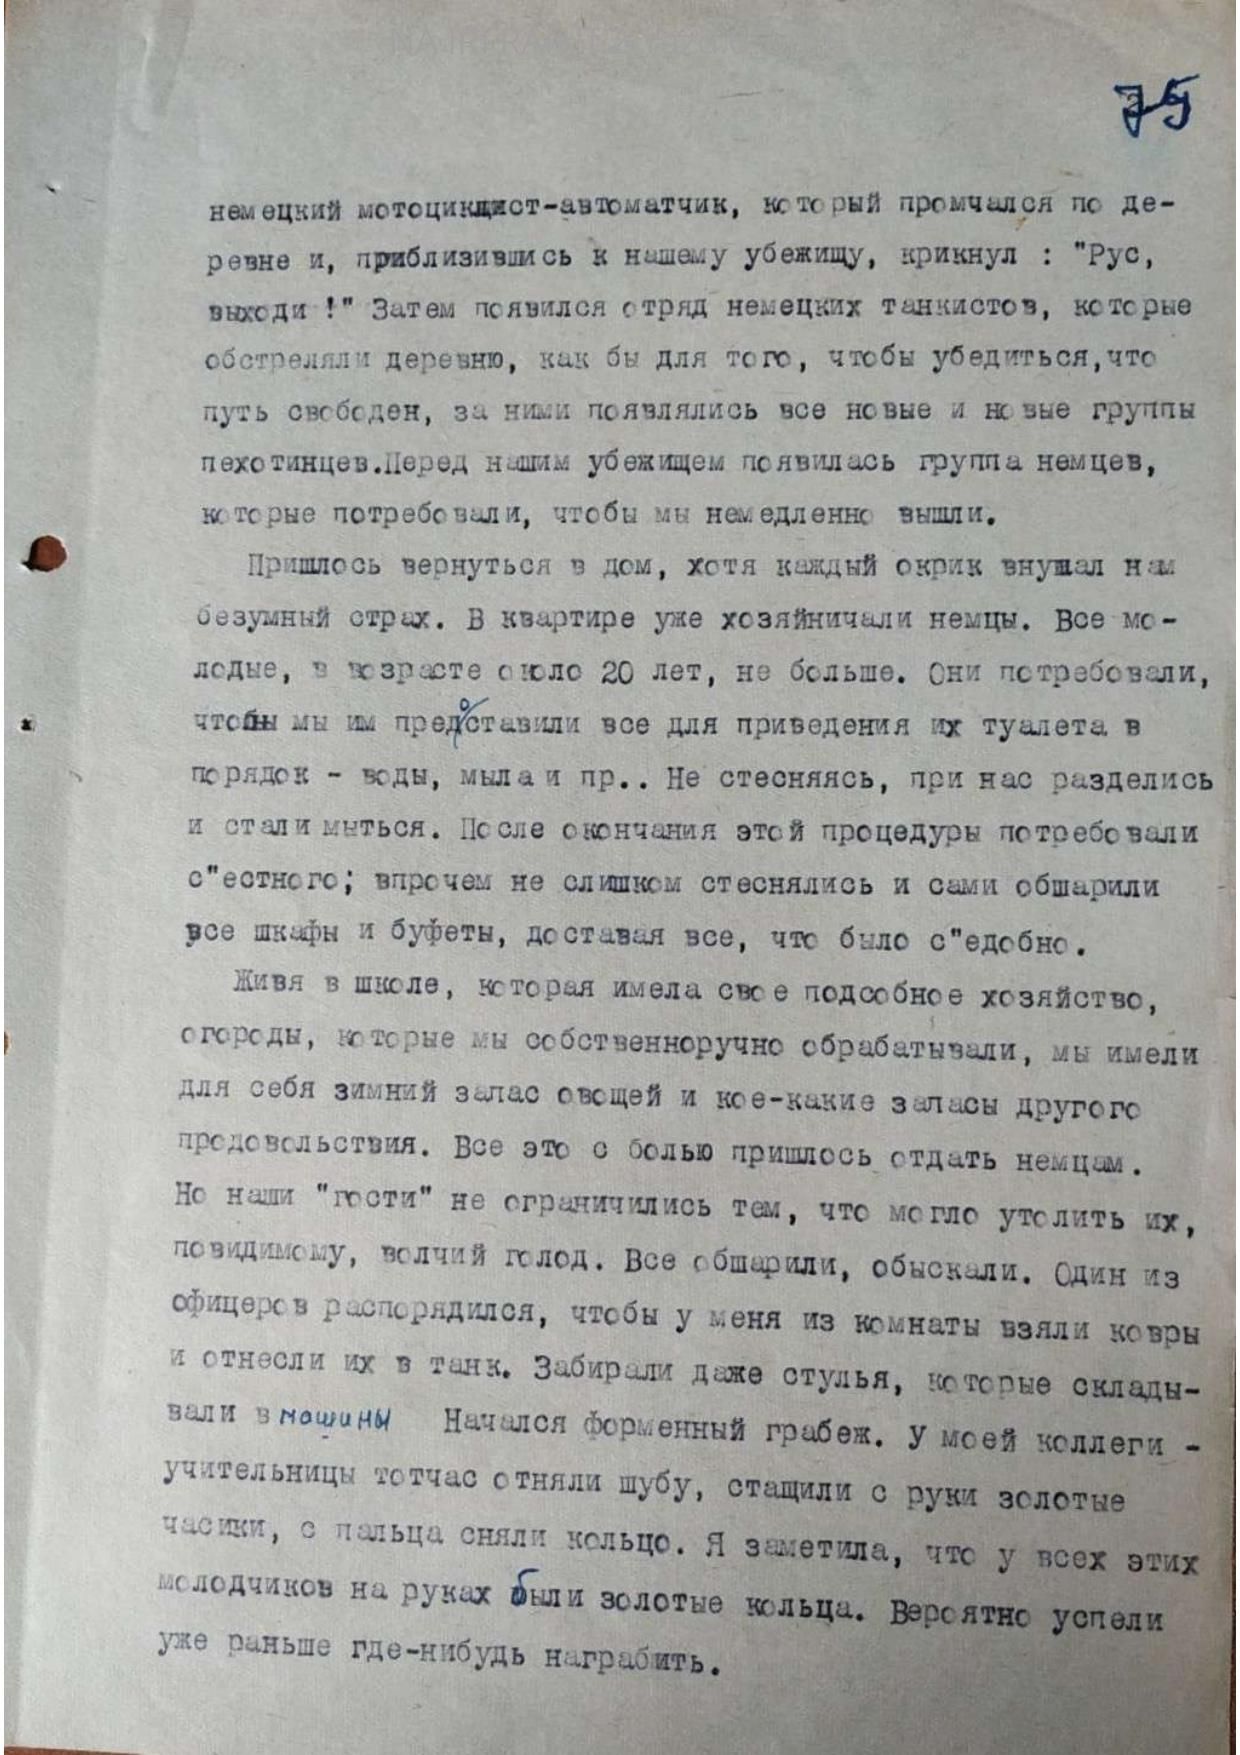 75
немецкий мотоциклист-автоматчик, который промчался по де-
ревне и, приблизившись к нашему убежищу, крикнул : "Рус,
выходи !" Затем появился отряд немецких танкистов, которые
обстреляли деревню, как бы для того, чтобы убедиться,что
путь свободен, за ними появлялись все новые и новые группы
пехотинцев.Перед нашим убежищем появилась группа немцев,
которые потребовали, чтобы мы немедленно вышли.
Пришлось вернуться в дом, хотя каждый окрик внушал нам
безумный страх. В квартире уже хозяйничали немцы. Все мо-
лодые, в возрасте около 20 лет, не больше. Они потребовали,
чтобы мы им предоставили все для приведения их туалета в
порядок - воды, мыла и пр.. Не стесняясь, при нас разделись
и стали мыться. После окончания этой процедуры потребовали
с"естного; впрочем не слишком стеснялись и сами обшарили
все шкафы и буфеты, доставая все, что было с"едобно.
Живя в школе, которая имела свое подсобное хозяйство,
огороды, которые мы собственноручно обрабатывали, мы имели
для себя зимний запас овощей и кое-какие запасы другого
продовольствия. Все это с болью пришлось отдать немцам.
Но наши "гости" не ограничились тем, что могло утолить их,
повидимому, волчий голод. Все обшарили, обыскали. Один из
офицеров распорядился, чтобы у меня из комнаты взяли ковры
и отнесли их в танк. Забирали даже стулья, которые склады-
вали в машины Начался форменный грабеж. У моей коллеги -
учительницы тотчас отняли шубу, стащили с руки золотые
часики, с пальца сняли кольцо. Я заметила, что у всех этих
молодчиков на руках были золотые кольца. Вероятно успели
уже раньше где-нибудь награбить.